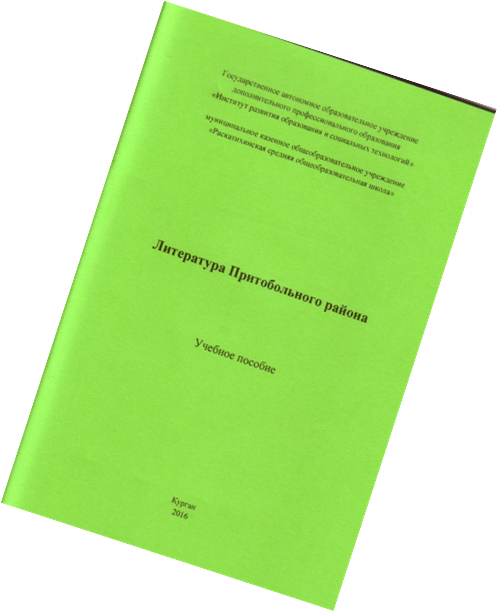 Государственное автономное образовательное учреждение
дополнительного профессионального образования
«Институт развития образования и социальных технологий»
муниципальное казенное общеобразовательное учреждение
«Раскатихинская средняя общеобразовательная школа»
Литература Притобольного района
Учебное пособие
Курган
2016